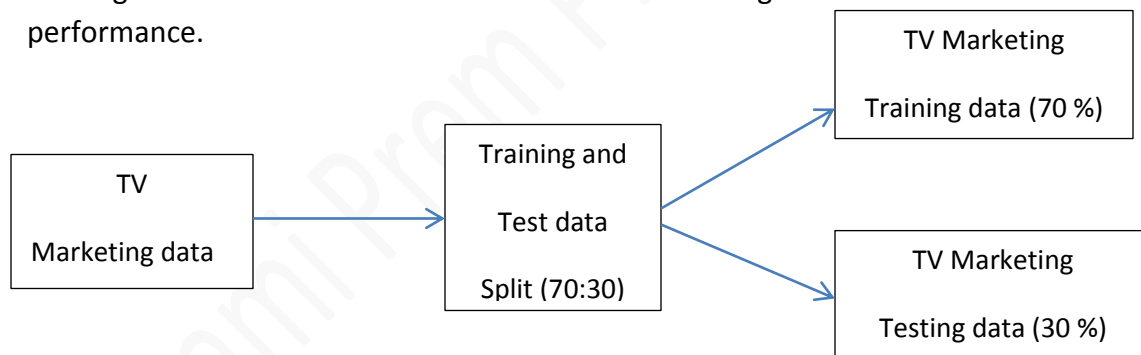 performance.
TV Marketing
Training data (70 %)
Training and
Test data
Split (70:30)
TV
Marketing data
TV Marketing
Testing data (30 %)